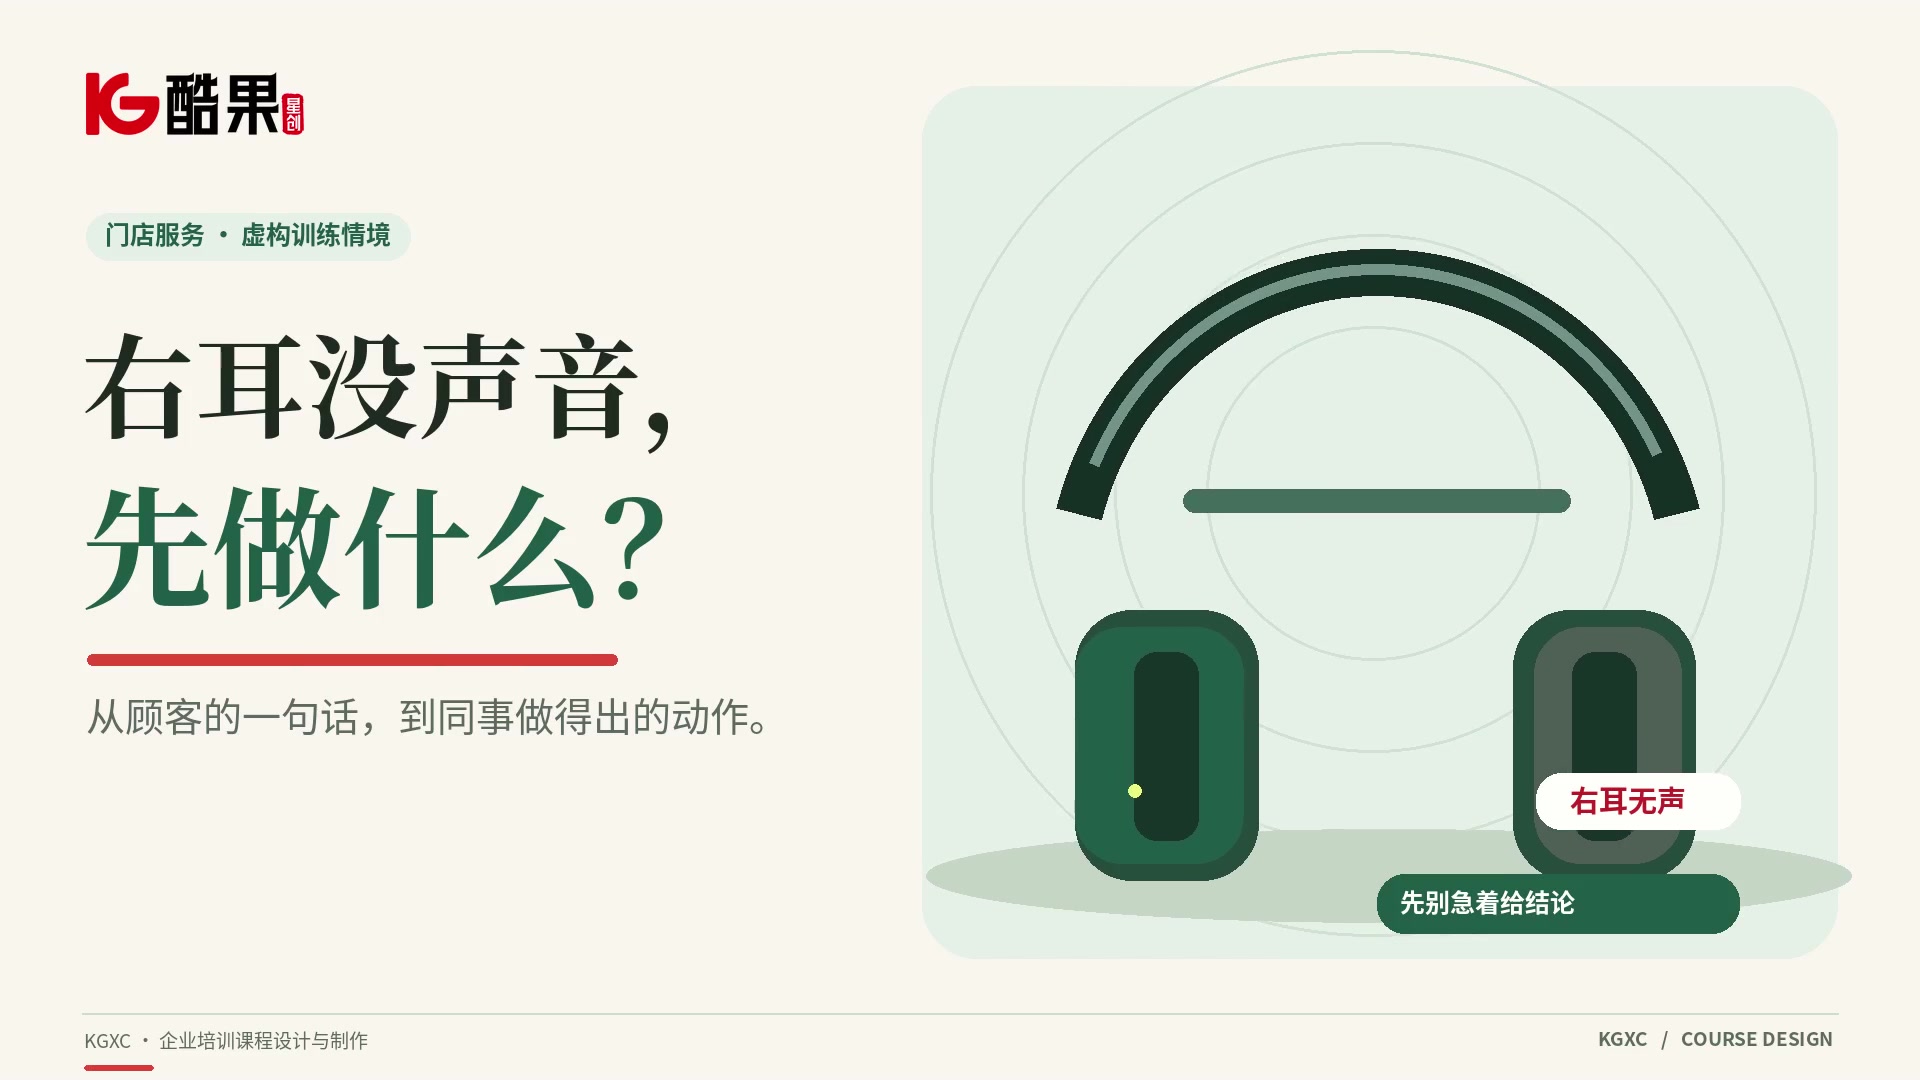 KG酷果星创
门店服务 · 虚构训练情境
右耳没声音，
先做什么？
从顾客的一句话，到同事做得出的动作。
右耳无声
先别急着给结论
KGXC · 企业培训课程设计与制作
KGXC / COURSE DESIGN